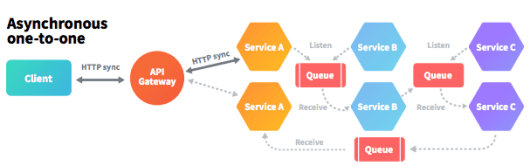 Asynchronous
one-to-one
Client
HTTP sync
API
Gateway
HTTP sync
Service A
Listen
Service B
Listen
Service C
Queue
Queue
Service A
Receive
Service B
Receive
Service C
Receive
Queue